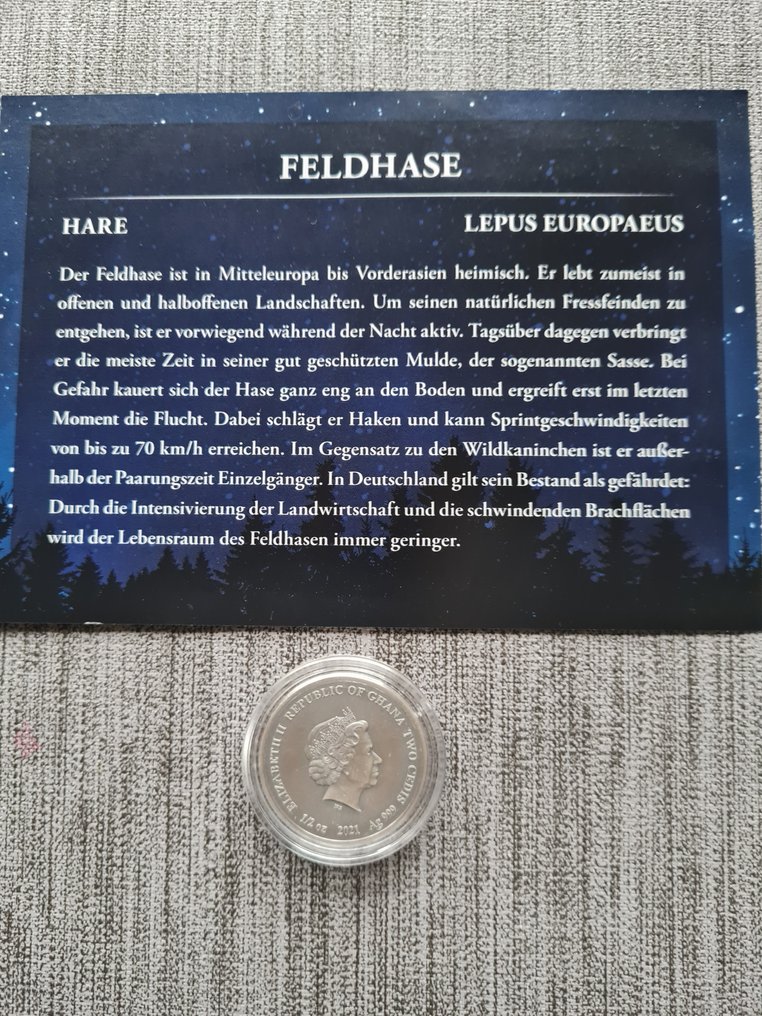 FELDHASE
HARE
LEPUS EUROPAEUS
Der Feldhase ist in Mitteleuropa bis Vorderasien heimisch. Er lebt zumeist in
offenen und halboffenen Landschaften. Um seinen natürlichen Fressfeinden zu
entgehen, ist er vorwiegend während der Nacht aktiv. Tagsüber dagegen verbringt
er die meiste Zeit in seiner gut geschützten Mulde, der sogenannten Sasse. Bei
Gefahr kauert sich der Hase ganz eng an den Boden und ergreift erst im letzten
Moment die Flucht. Dabei schlägt er Haken und kann Sprintgeschwindigkeiten
von bis zu 70 km/h erreichen. Im Gegensatz zu den Wildkaninchen ist er außer-
halb der Paarungszeit Einzelgänger. In Deutschland gilt sein Bestand als gefährdet:
Durch die Intensivierung der Landwirtschaft und die schwindenden Brachflächen
wird der Lebensraum des Feldhasen immer geringer.
ELIZABETH II REPUBLIC OF GHANA TWO CEDIS
1/2 oz 2021 Ag 999